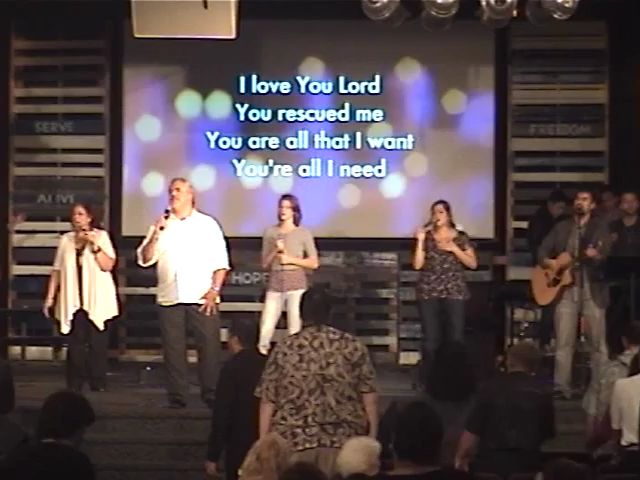 I love You Lord
You rescued me
You are all that I want
You're all I need
SERVE
FREEDOM
ALIVE
HOPE